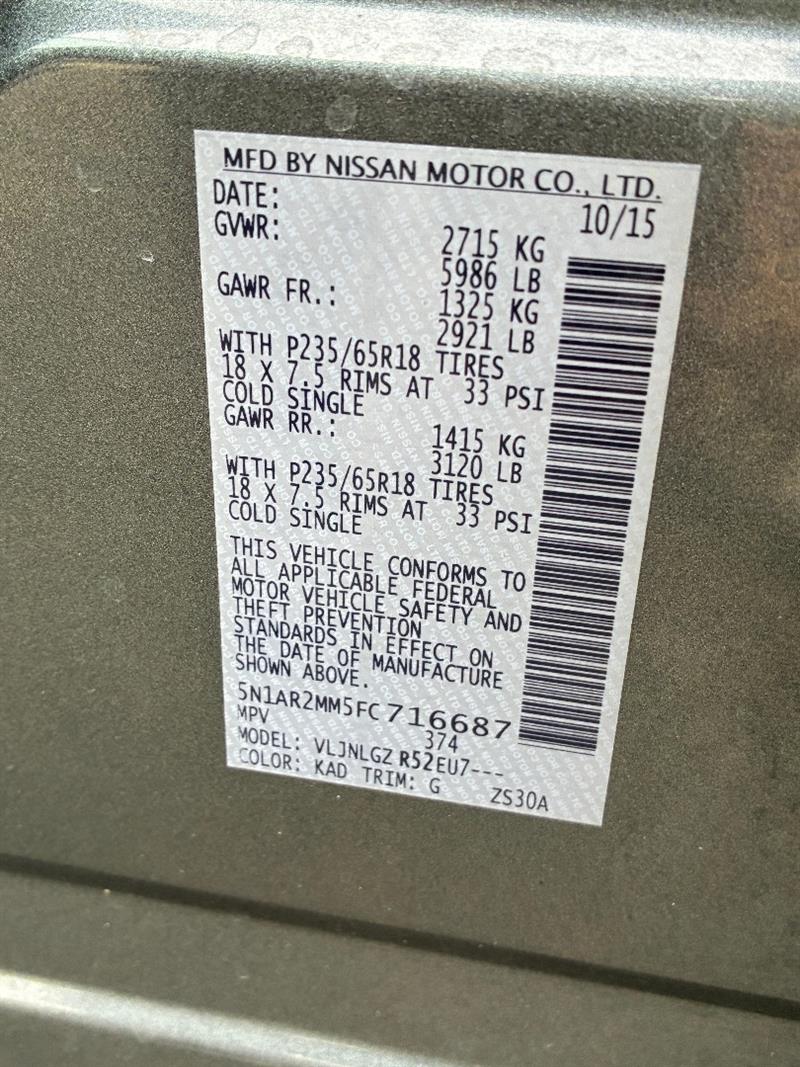 MFD BY NISSAN MOTOR CO., LTD.
DATE: 10/15
GVWR: 2715 KG
5986 LB
GAWR FR.: 1325 KG
2921 LB
WITH P235/65R18 TIRES
18 X 7.5 RIMS AT 33 PSI
COLD SINGLE
GAWR RR.: 1415 KG
3120 LB
WITH P235/65R18 TIRES
18 X 7.5 RIMS AT 33 PSI
COLD SINGLE
THIS VEHICLE CONFORMS TO
ALL APPLICABLE FEDERAL
MOTOR VEHICLE SAFETY AND
THEFT PREVENTION
STANDARDS IN EFFECT ON
THE DATE OF MANUFACTURE
SHOWN ABOVE.
5N1AR2MM5FC716687
MPV 374
MODEL: VLJNLGZ R52EU7---
COLOR: KAD TRIM: G ZS30A